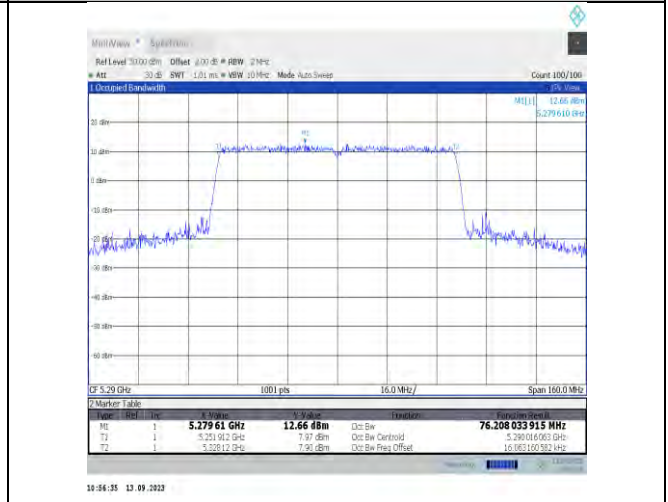 MultiView Spectrum
Ref Level 30.00 dBm Offset 2.00 dB RBW 2 MHz
Att 30 dB SWT 1.01 ms VBW 10 MHz Mode Auto Sweep Count 100/100
1 Occupied Bandwidth 1Pk View
M1[1] 12.66 dBm
5.279 610 GHz
20 dBm
M1
T1 T2
10 dBm
0 dBm
-10 dBm
-20 dBm
-30 dBm
-40 dBm
-50 dBm
-60 dBm
CF 5.29 GHz 1001 pts 16.0 MHz/ Span 160.0 MHz
2 Marker Table
Type Ref Trc X-Value Y-Value Function Function Result
M1 1 5.279 61 GHz 12.66 dBm Occ Bw 76.208 033 915 MHz
T1 1 5.251 912 GHz 7.97 dBm Occ Bw Centroid 5.290 016 063 GHz
T2 1 5.328 12 GHz 7.90 dBm Occ Bw Freq Offset 16.063 160 582 kHz
10:56:35 13.09.2023